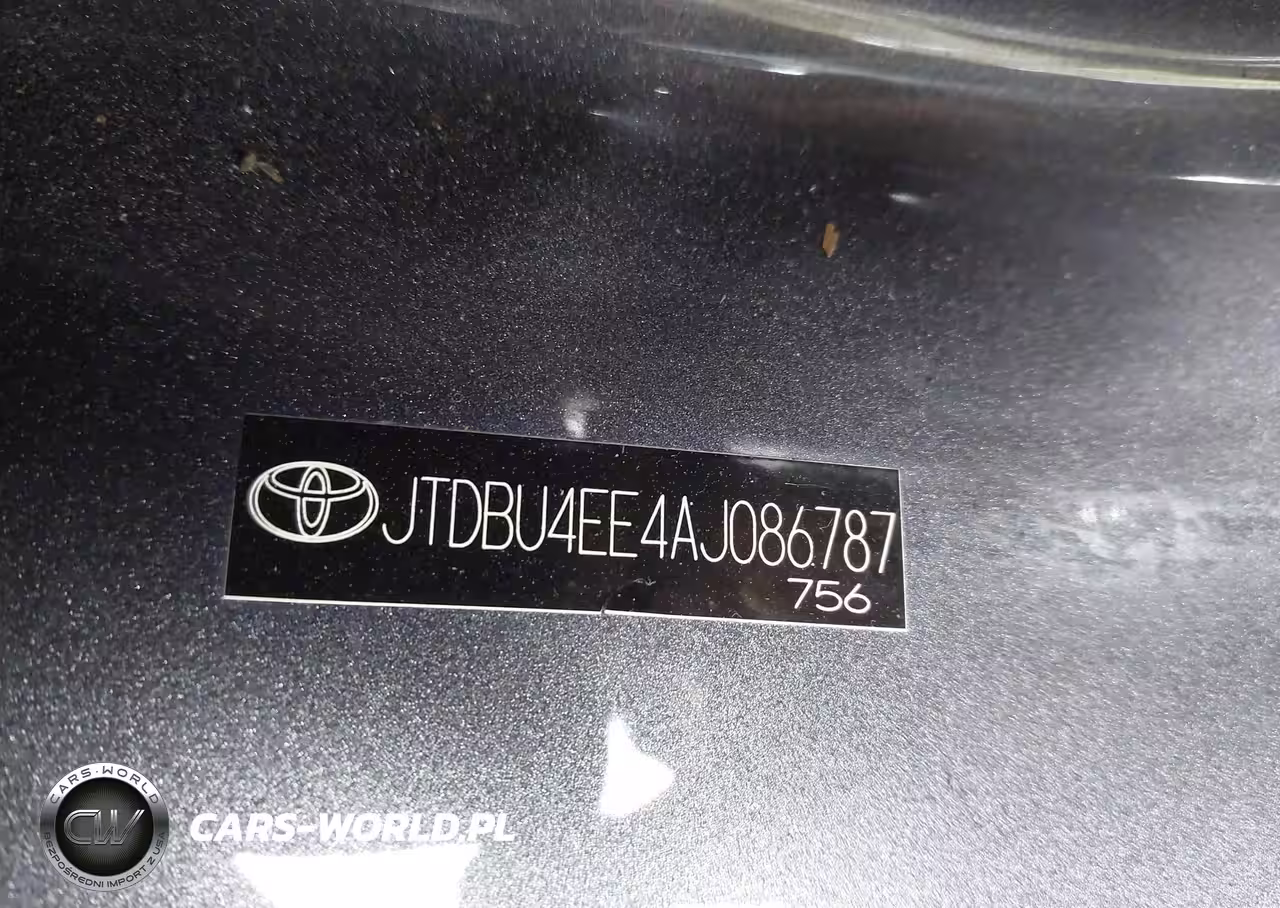 JTDBU4EE4AJ086787
756
CARS-WORLD
CW
BEZPOŚREDNI IMPORT Z USA
CARS-WORLD.PL